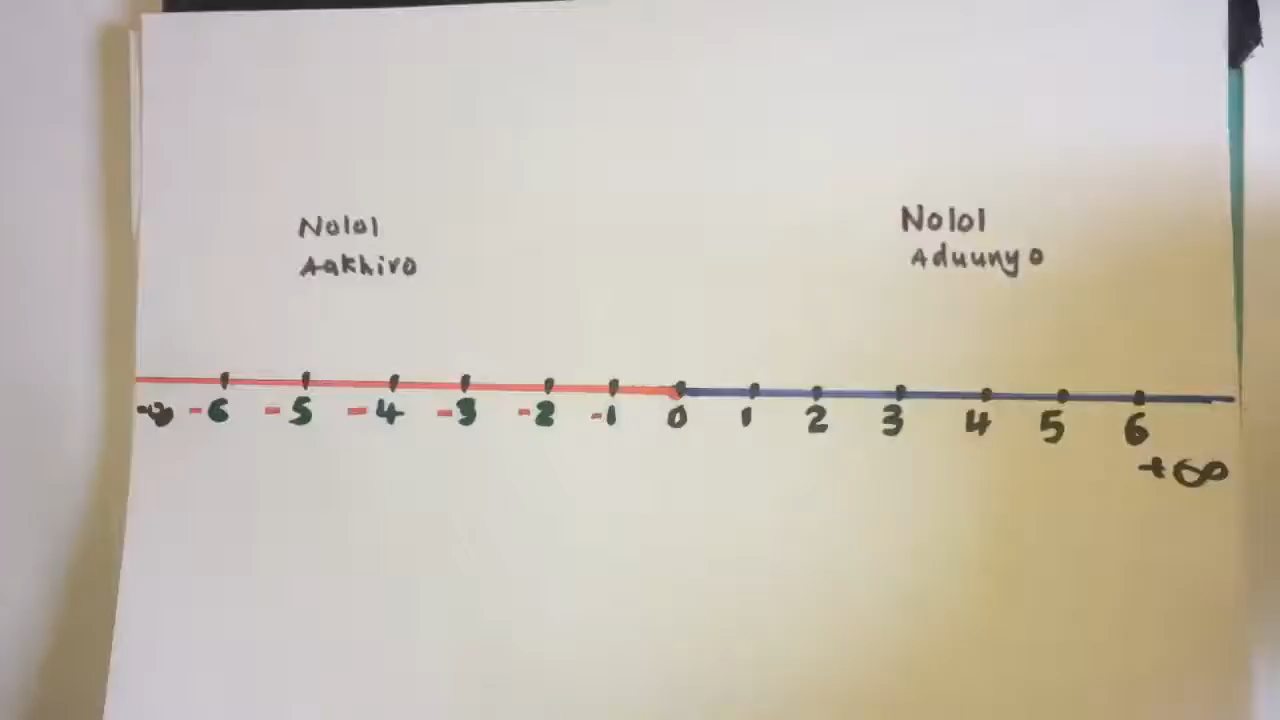 Nolol
Aakhiro
Nolol
Aduunyo
-∞ -6 -5 -4 -3 -2 -1 0 1 2 3 4 5 6
+∞